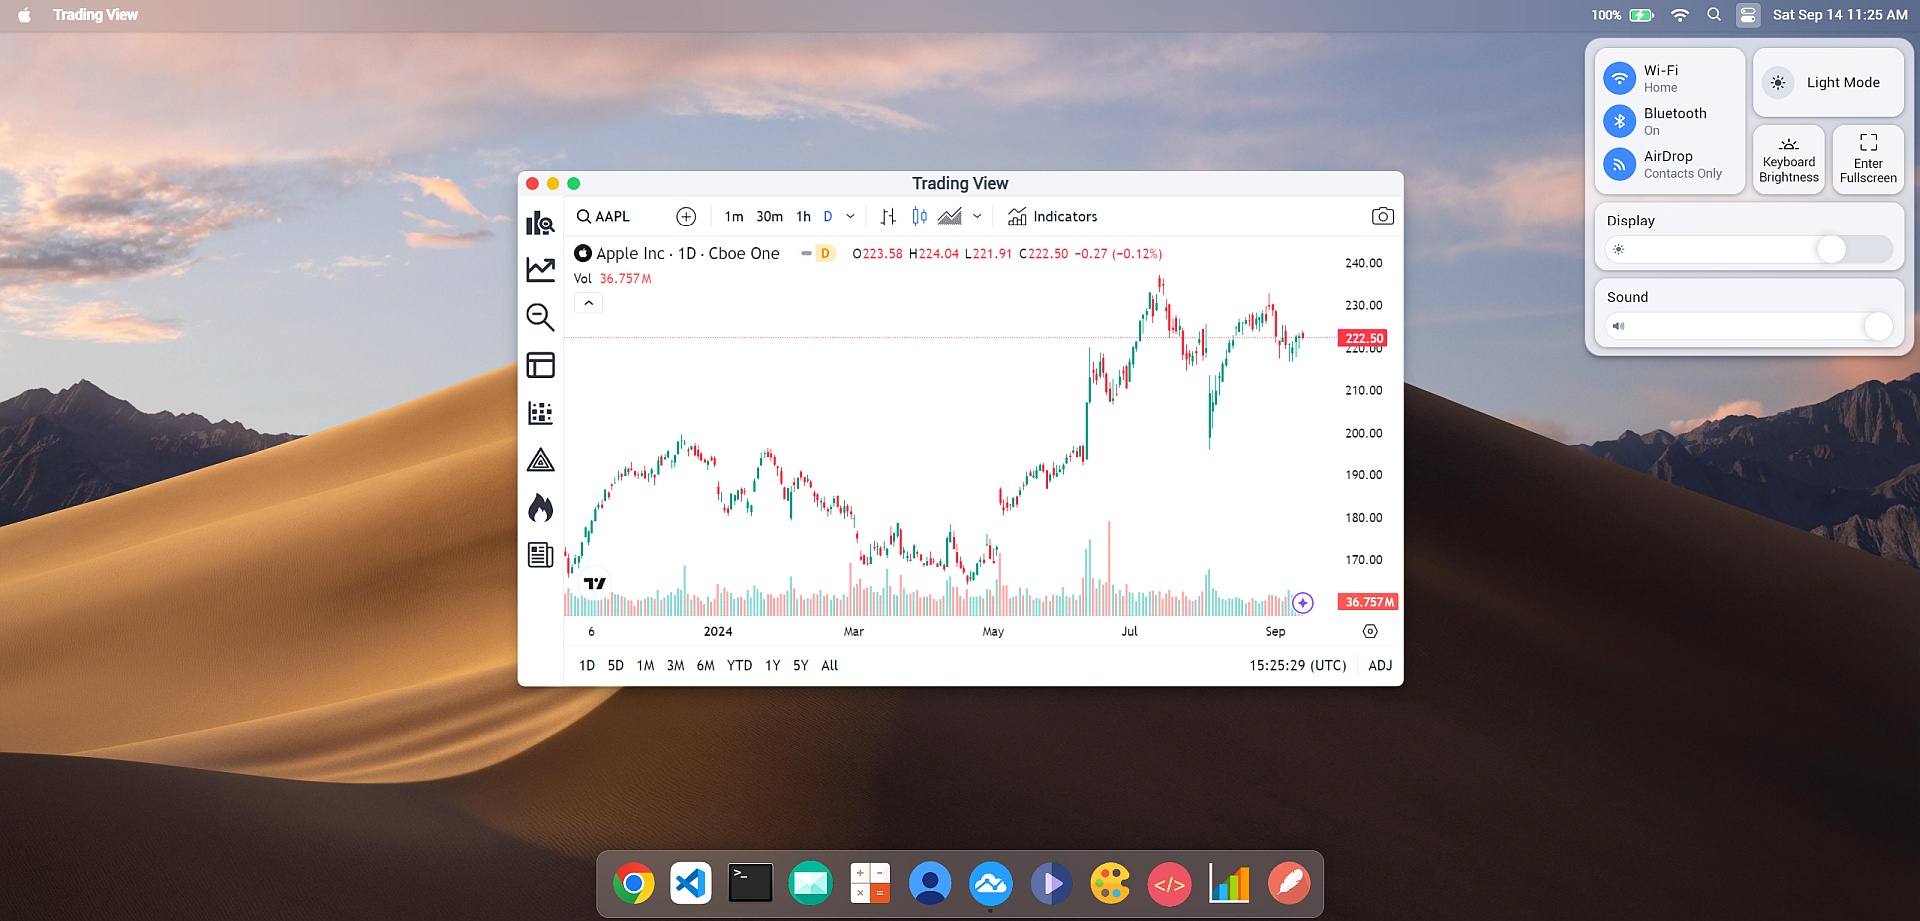 Trading View
100%
Sat Sep 14 11:25 AM
Wi-Fi
Home
Bluetooth
On
AirDrop
Contacts Only
Light Mode
Keyboard
Brightness
Enter
Fullscreen
Display
Sound
Trading View
AAPL 1m 30m 1h D Indicators
Apple Inc · 1D · Cboe One D O223.58 H224.04 L221.91 C222.50 −0.27 (−0.12%)
Vol 36.757M
240.00
230.00
222.50
220.00
210.00
200.00
190.00
180.00
170.00
36.757M
6 2024 Mar May Jul Sep
1D 5D 1M 3M 6M YTD 1Y 5Y All 15:25:29 (UTC) ADJ
>_
</>